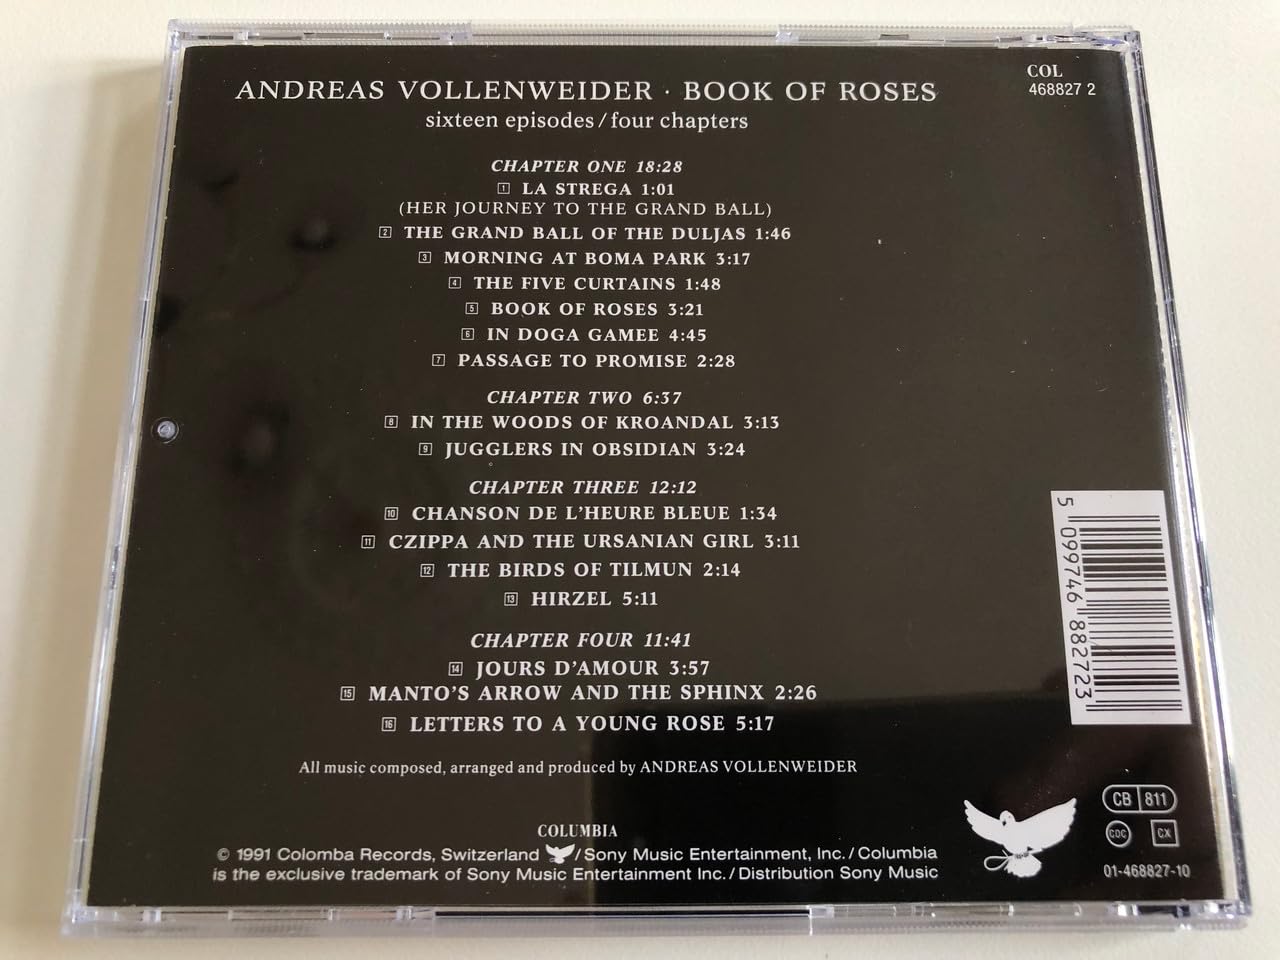 ANDREAS VOLLENWEIDER · BOOK OF ROSES
sixteen episodes / four chapters
COL
468827 2
CHAPTER ONE 18:28
1 LA STREGA 1:01
(HER JOURNEY TO THE GRAND BALL)
2 THE GRAND BALL OF THE DULJAS 1:46
3 MORNING AT BOMA PARK 3:17
4 THE FIVE CURTAINS 1:48
5 BOOK OF ROSES 3:21
6 IN DOGA GAMEE 4:45
7 PASSAGE TO PROMISE 2:28
CHAPTER TWO 6:37
8 IN THE WOODS OF KROANDAL 3:13
9 JUGGLERS IN OBSIDIAN 3:24
CHAPTER THREE 12:12
10 CHANSON DE L'HEURE BLEUE 1:34
11 CZIPPA AND THE URSANIAN GIRL 3:11
12 THE BIRDS OF TILMUN 2:14
13 HIRZEL 5:11
CHAPTER FOUR 11:41
14 JOURS D'AMOUR 3:57
15 MANTO'S ARROW AND THE SPHINX 2:26
16 LETTERS TO A YOUNG ROSE 5:17
5 099746 882723
All music composed, arranged and produced by ANDREAS VOLLENWEIDER
COLUMBIA
© 1991 Colomba Records, Switzerland / Sony Music Entertainment, Inc. / Columbia
is the exclusive trademark of Sony Music Entertainment Inc. / Distribution Sony Music
CB 811
CDC CX
01-468827-10